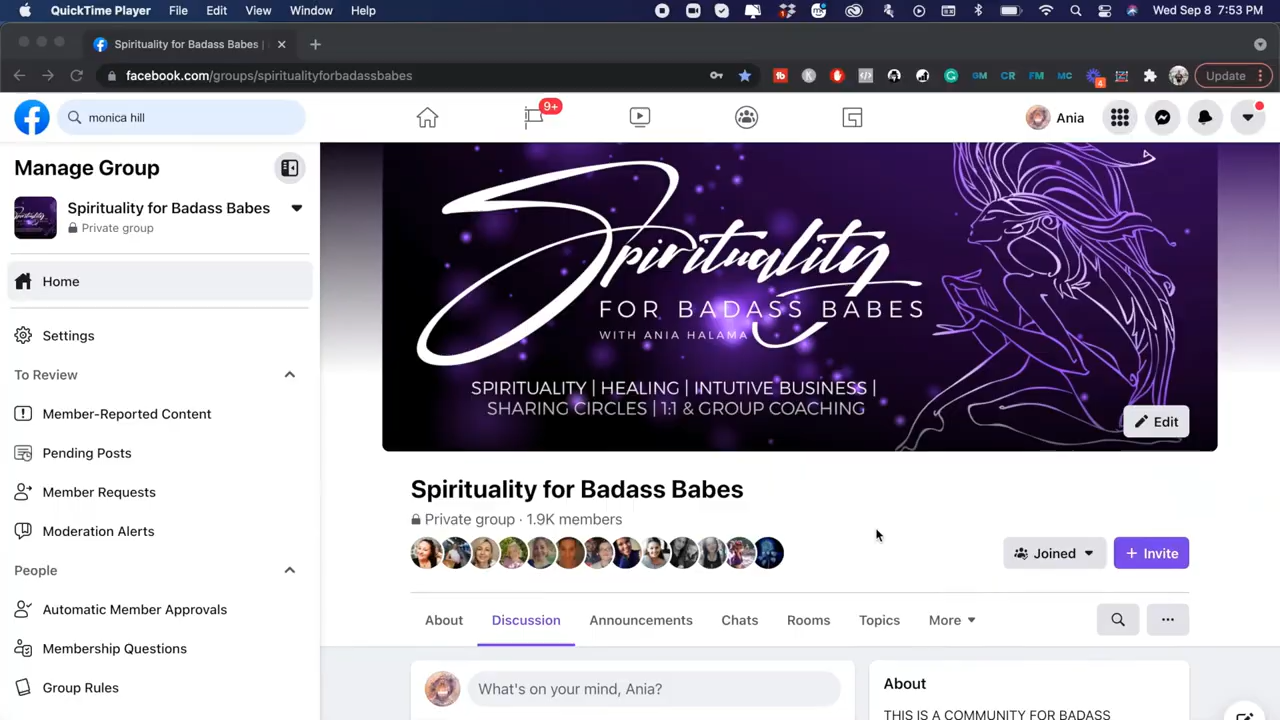 QuickTime Player File Edit View Window Help
Wed Sep 8 7:53 PM
Spirituality for Badass Babes |
facebook.com/groups/spiritualityforbadassbabes
GM CR FM MC 4 Update
monica hill
9+
Ania
Manage Group
Spirituality for Badass Babes
Private group
Home
Settings
To Review
Member-Reported Content
Pending Posts
Member Requests
Moderation Alerts
People
Automatic Member Approvals
Membership Questions
Group Rules
Spirituality
FOR BADASS BABES
WITH ANIA HALAMA
SPIRITUALITY | HEALING | INTUTIVE BUSINESS |
SHARING CIRCLES | 1:1 & GROUP COACHING
Edit
Spirituality for Badass Babes
Private group · 1.9K members
Joined
+ Invite
About Discussion Announcements Chats Rooms Topics More
What's on your mind, Ania?
About
THIS IS A COMMUNITY FOR BADASS